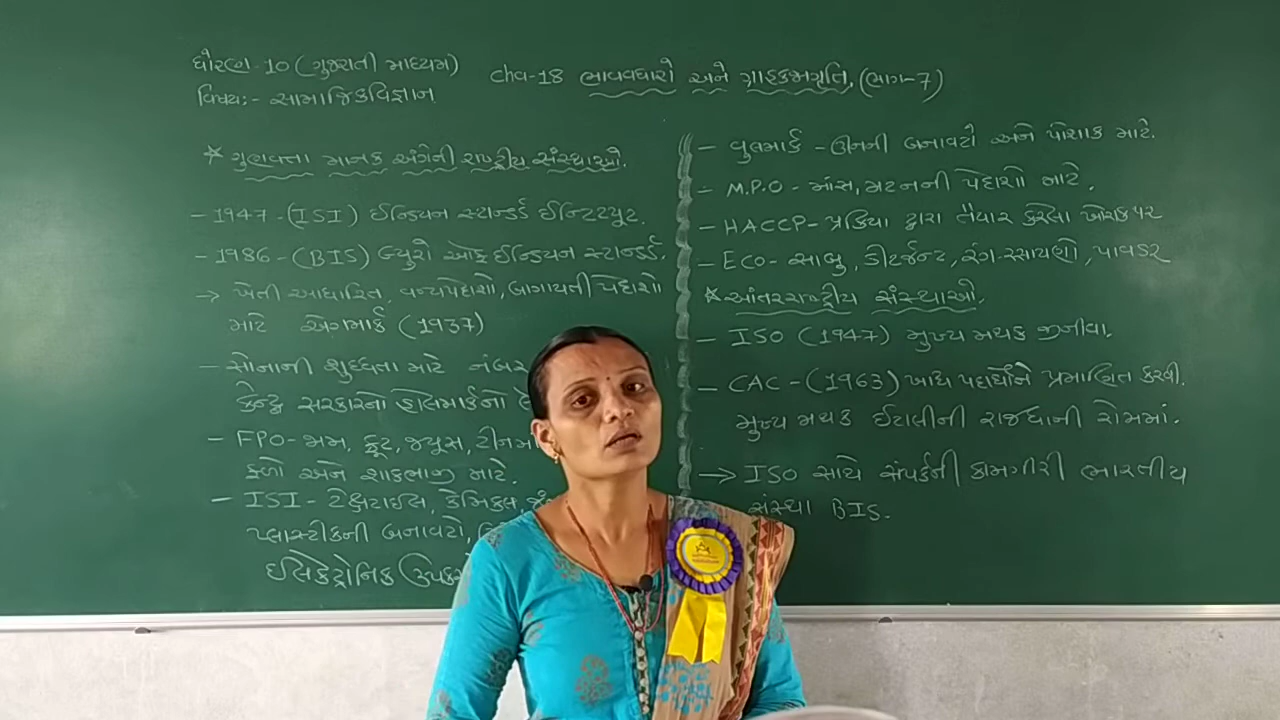 ધોરણ-10 (ગુજરાતી માધ્યમ)
વિષય:- સામાજિકવિજ્ઞાન
cha-18 ભાવવધારો અને ગ્રાહકજાગૃતિ, (ભાગ-7)
* ગુણવત્તા માનક અંગેની રાષ્ટ્રીય સંસ્થાઓ.
- 1947 - (ISI) ઈન્ડિયન સ્ટાન્ડર્ડ ઈન્ટિટ્યૂટ.
- 1986 - (BIS) બ્યુરો ઓફ ઈન્ડિયન સ્ટાન્ડર્ડ.
→ ખેતી આધારિત, વન્યપેદાશો, બાગાયતી પેદાશો
માટે એગમાર્ક (1937)
- સોનાની શુદ્ધતા માટે
કેન્દ્ર સરકારનો હોલમાર્કનો
- FPO - જામ, ફ્રૂટ, જ્યુસ,
ફળો અને શાકભાજી માટે.
- ISI - ટેક્ષટાઈલ, કેમિકલ,
પ્લાસ્ટીકની બનાવટો,
ઈલેક્ટ્રોનિક
- વુલમાર્ક - ઊનની બનાવટો અને પોશાક માટે.
- M.P.O - માંસ, મટનની પેદાશો માટે.
- HACCP - પ્રક્રિયા દ્વારા તૈયાર કરેલા ખોરાક પર
- ECO - સાબુ, ડીટર્જન્ટ, રંગ-રસાયણો, પાવડર
* આંતરરાષ્ટ્રીય સંસ્થાઓ.
- ISO (1947) મુખ્ય મથક જીનીવા.
- CAC - (1963) ખાદ્ય પદાર્થોને પ્રમાણિત કરવી.
મુખ્ય મથક ઈટાલીની રાજધાની રોમમાં.
→ ISO સાથે સંપર્કની કામગીરી ભારતીય
સંસ્થા BIS.